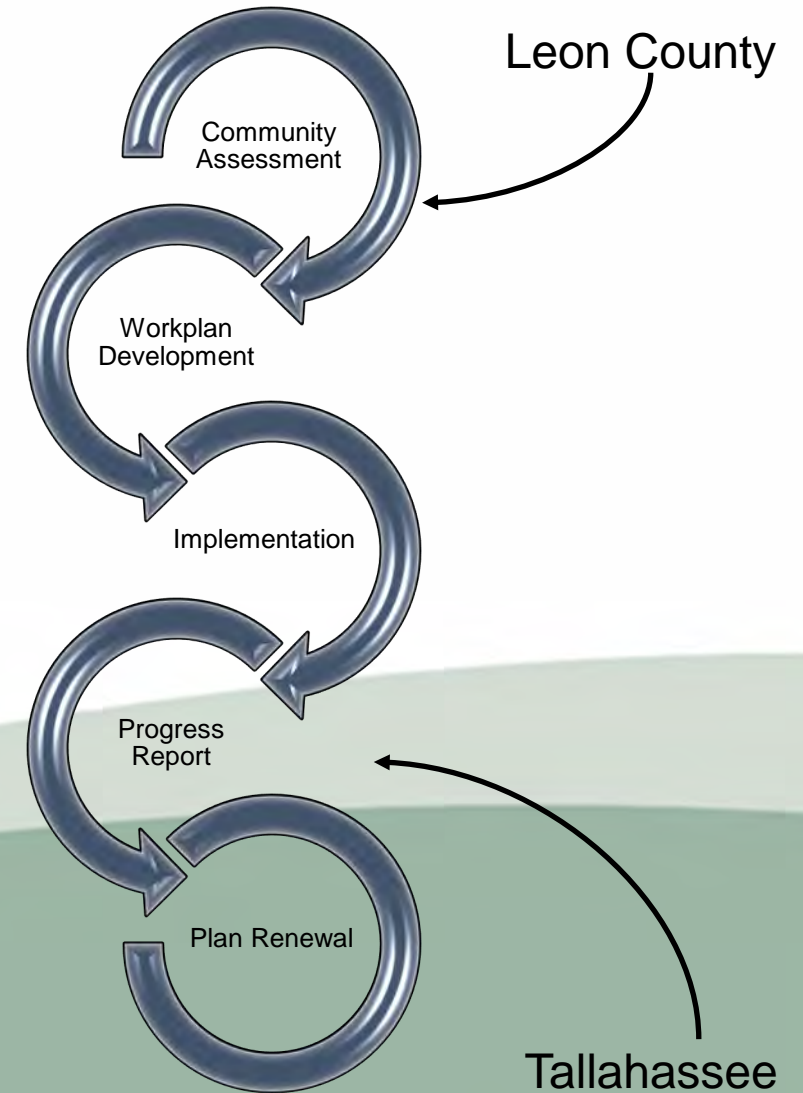 Leon County
Community
Assessment
Workplan
Development
Implementation
Progress
Report
Plan Renewal
Tallahassee